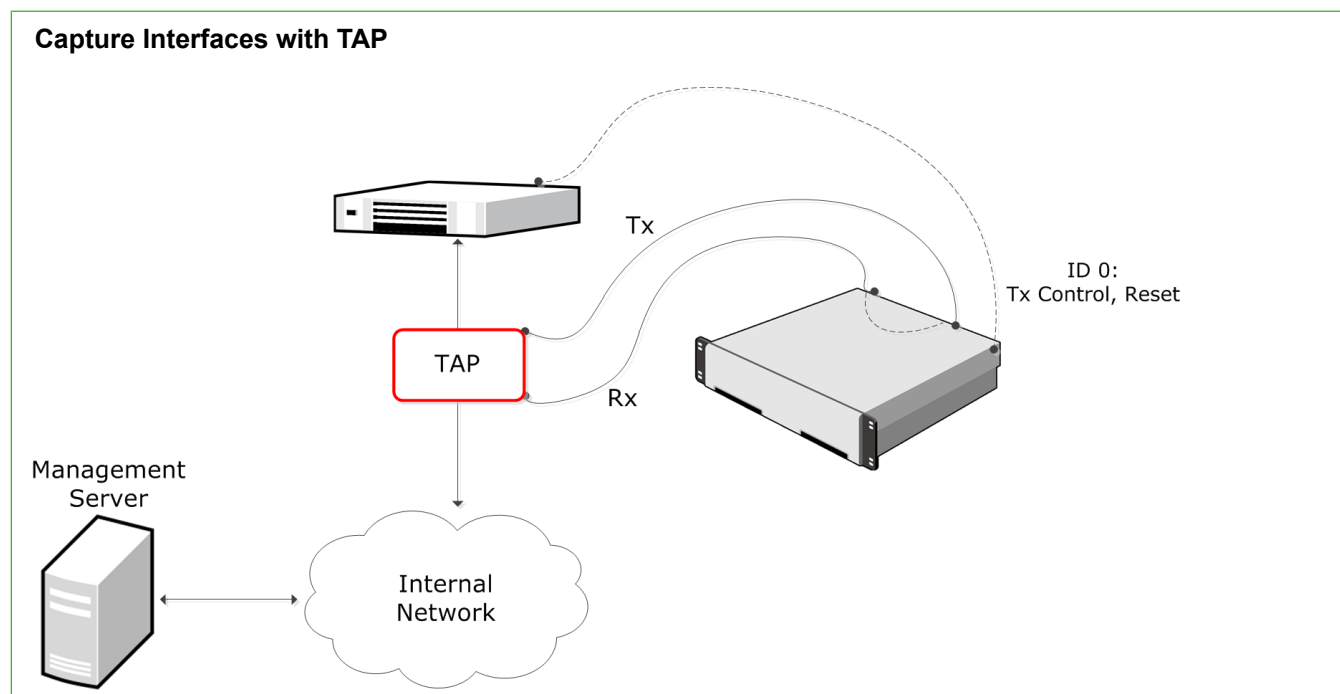 Capture Interfaces with TAP
Tx
ID 0:
Tx Control, Reset
TAP
Rx
Management
Server
Internal
Network